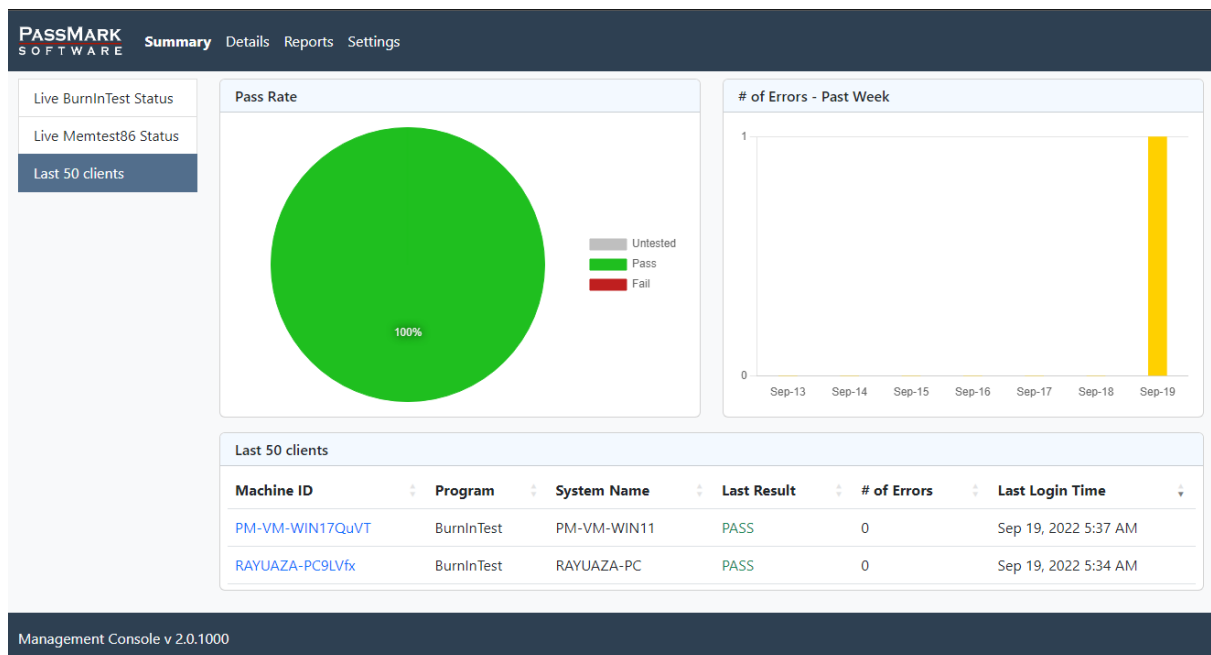 PASSMARK
SOFTWARE
Summary Details Reports Settings
Live BurnInTest Status
Live Memtest86 Status
Last 50 clients
Pass Rate
100%
Untested
Pass
Fail
# of Errors - Past Week
1
0
Sep-13 Sep-14 Sep-15 Sep-16 Sep-17 Sep-18 Sep-19
Last 50 clients
Machine ID Program System Name Last Result # of Errors Last Login Time
PM-VM-WIN17QuVT BurnInTest PM-VM-WIN11 PASS 0 Sep 19, 2022 5:37 AM
RAYUAZA-PC9LVfx BurnInTest RAYUAZA-PC PASS 0 Sep 19, 2022 5:34 AM
Management Console v 2.0.1000